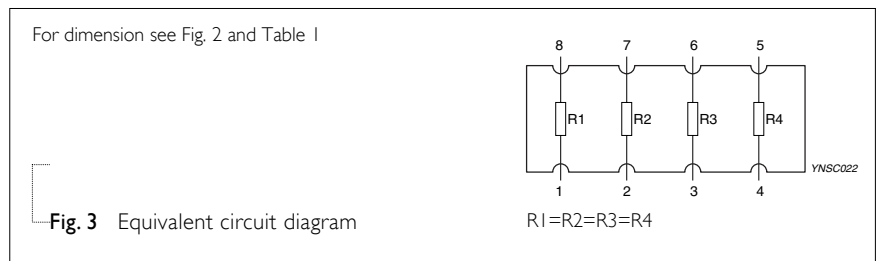 For dimension see Fig. 2 and Table 1
8 7 6 5
R1 R2 R3 R4
YNSC022
1 2 3 4
Fig. 3 Equivalent circuit diagram
R1=R2=R3=R4